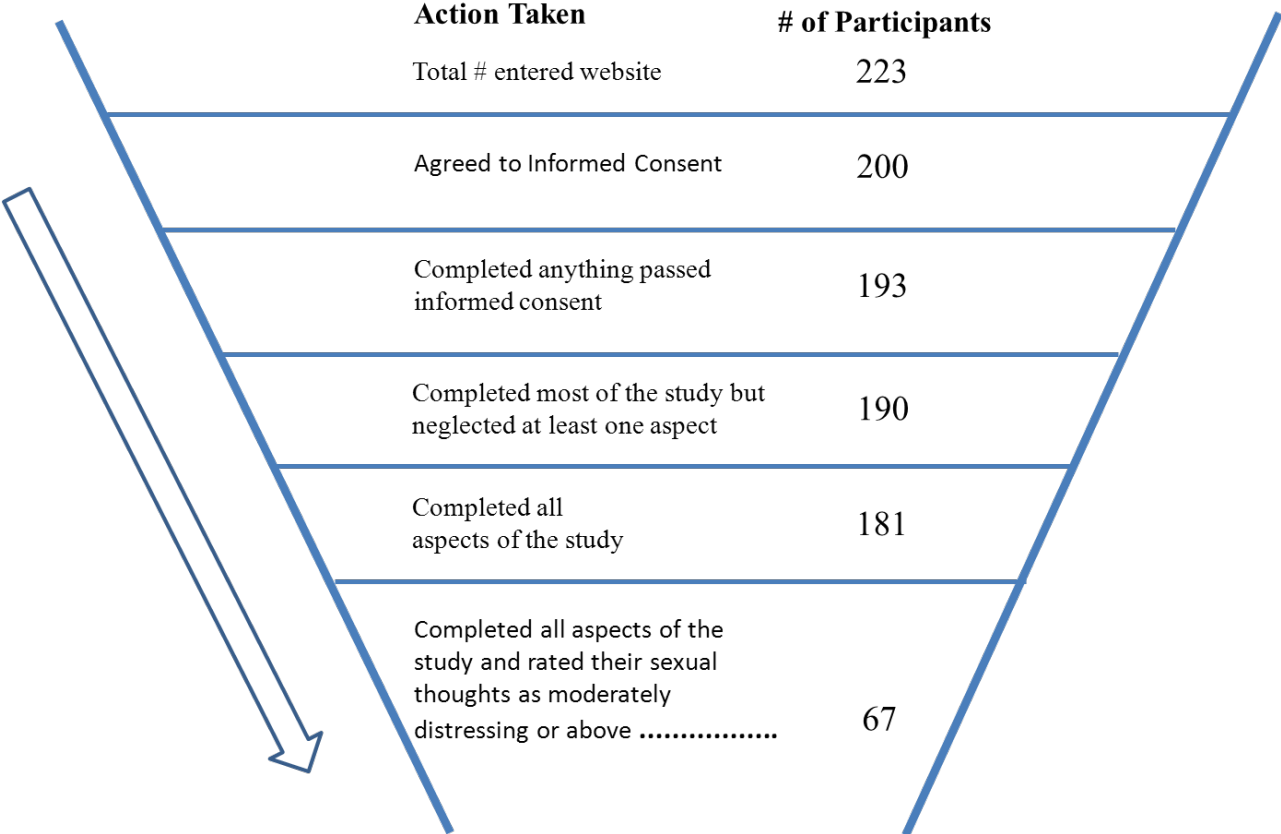 Action Taken # of Participants
Total # entered website 223
Agreed to Informed Consent 200
Completed anything passed
informed consent 193
Completed most of the study but
neglected at least one aspect 190
Completed all
aspects of the study 181
Completed all aspects of the
study and rated their sexual
thoughts as moderately
distressing or above ................. 67